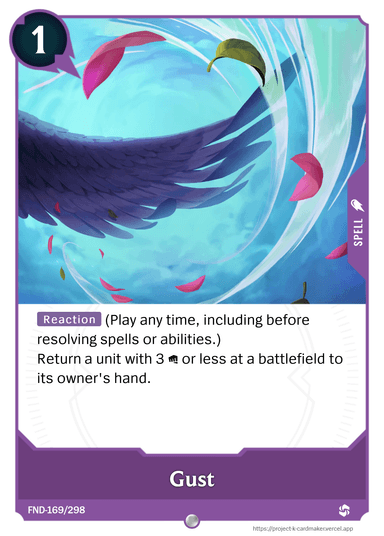 1
SPELL
Reaction (Play any time, including before
resolving spells or abilities.)
Return a unit with 3 or less at a battlefield to
its owner's hand.
Gust
FND-169/298
https://project-k-cardmaker.vercel.app